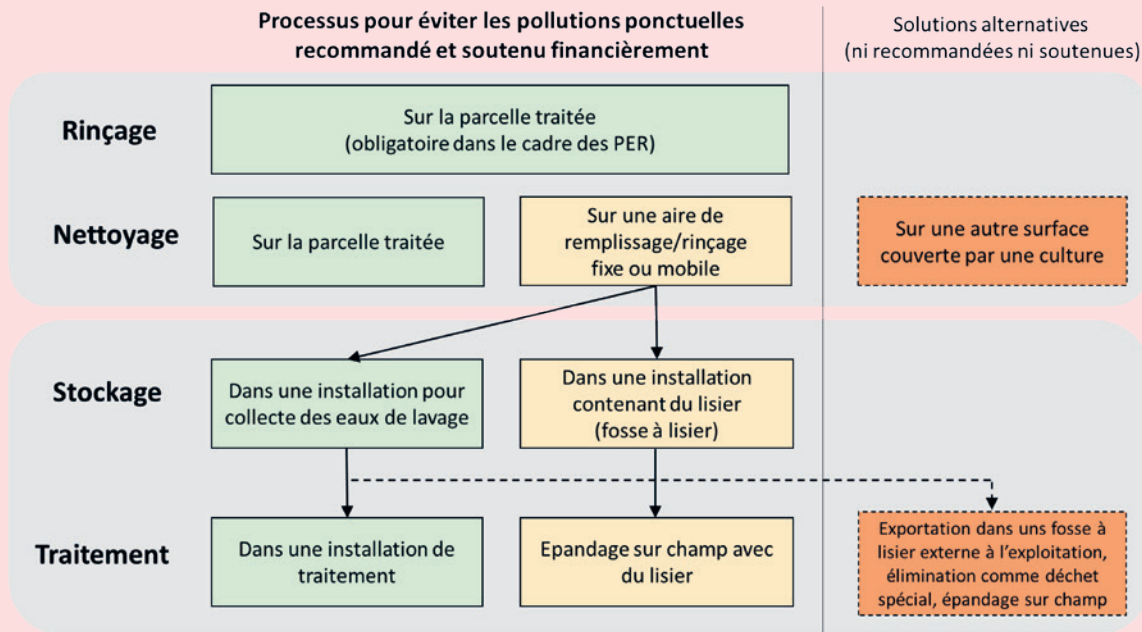 Processus pour éviter les pollutions ponctuelles
recommandé et soutenu financièrement
Solutions alternatives
(ni recommandées ni soutenues)
Rinçage
Sur la parcelle traitée
(obligatoire dans le cadre des PER)
Nettoyage
Sur la parcelle traitée
Sur une aire de
remplissage/rinçage
fixe ou mobile
Sur une autre surface
couverte par une culture
Stockage
Dans une installation pour
collecte des eaux de lavage
Dans une installation
contenant du lisier
(fosse à lisier)
Traitement
Dans une installation de
traitement
Epandage sur champ avec
du lisier
Exportation dans uns fosse à
lisier externe à l'exploitation,
élimination comme déchet
spécial, épandage sur champ